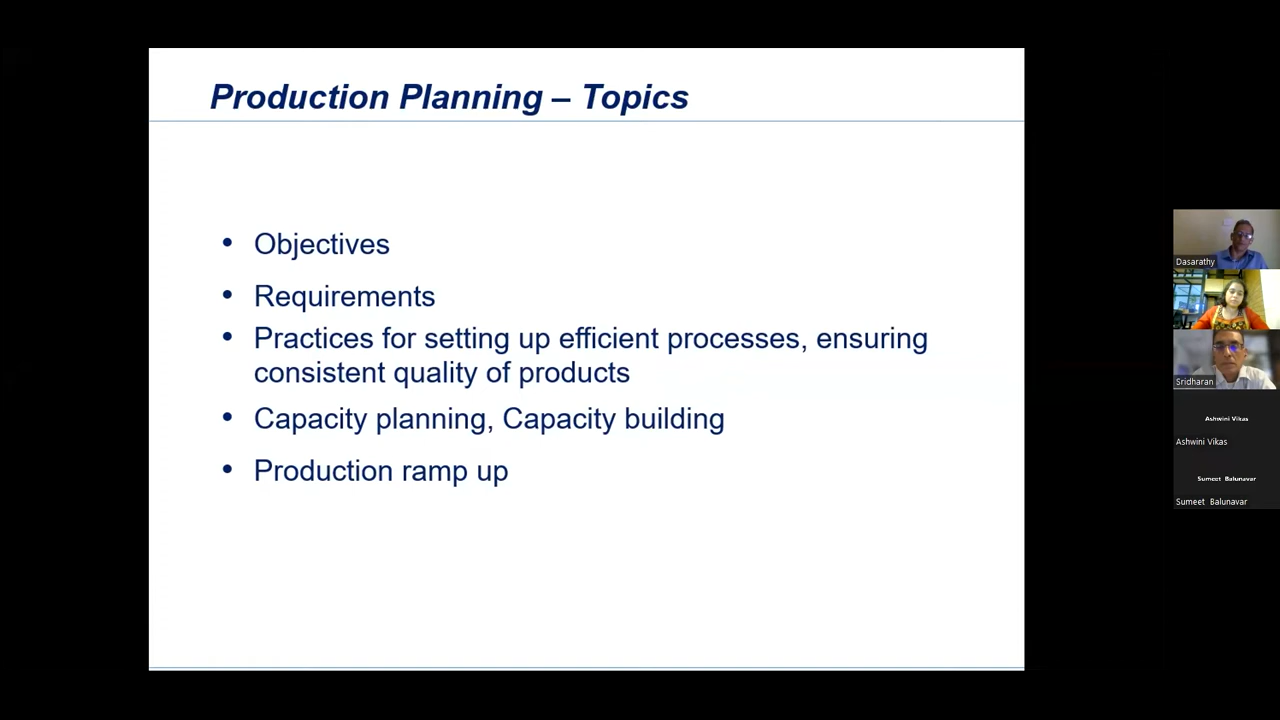 Production Planning – Topics
• Objectives
• Requirements
• Practices for setting up efficient processes, ensuring
consistent quality of products
• Capacity planning, Capacity building
• Production ramp up
Dasarathy
Sridharan
Ashwini Vikas
Ashwini Vikas
Sumeet Balunavar
Sumeet Balunavar